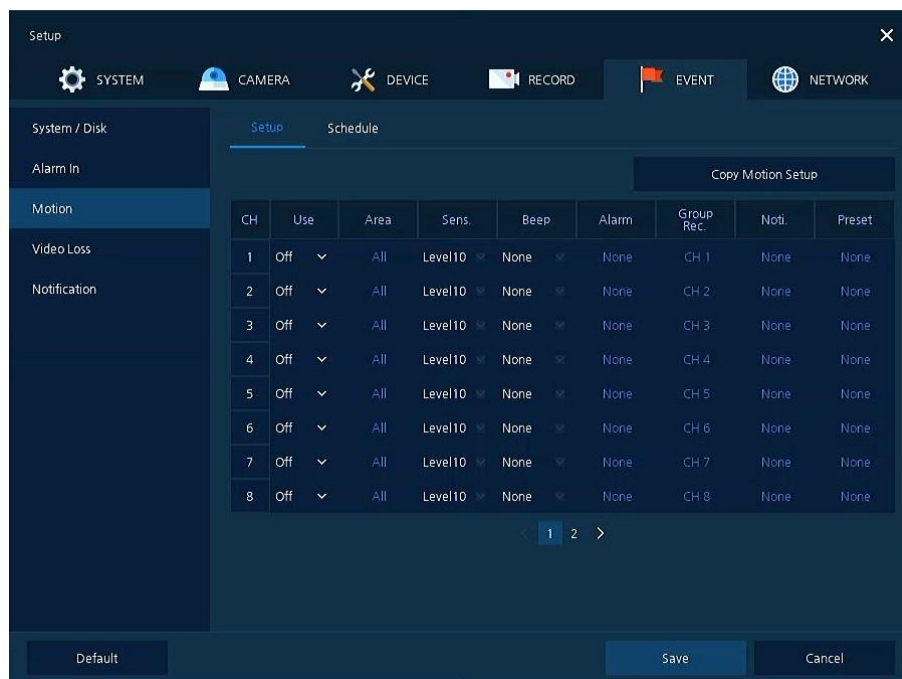 Setup
SYSTEM CAMERA DEVICE RECORD EVENT NETWORK
System / Disk
Alarm In
Motion
Video Loss
Notification
Setup Schedule
Copy Motion Setup
CH Use Area Sens. Beep Alarm Group Rec. Noti. Preset
1 Off All Level10 None None CH 1 None None
2 Off All Level10 None None CH 2 None None
3 Off All Level10 None None CH 3 None None
4 Off All Level10 None None CH 4 None None
5 Off All Level10 None None CH 5 None None
6 Off All Level10 None None CH 6 None None
7 Off All Level10 None None CH 7 None None
8 Off All Level10 None None CH 8 None None
1 2
Default Save Cancel